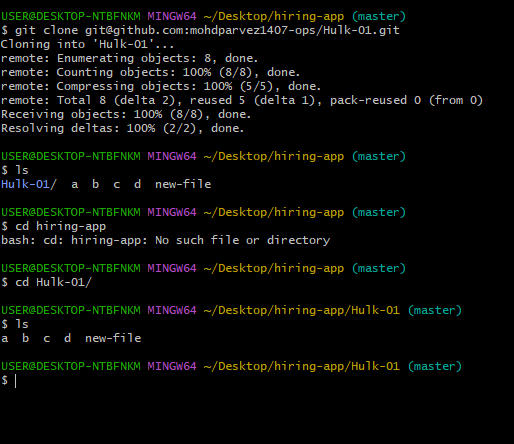 USER@DESKTOP-NTBFNKM MINGW64 ~/Desktop/hiring-app (master)
$ git clone git@github.com:mohdparvez1407-ops/Hulk-01.git
Cloning into 'Hulk-01'...
remote: Enumerating objects: 8, done.
remote: Counting objects: 100% (8/8), done.
remote: Compressing objects: 100% (5/5), done.
remote: Total 8 (delta 2), reused 5 (delta 1), pack-reused 0 (from 0)
Receiving objects: 100% (8/8), done.
Resolving deltas: 100% (2/2), done.
USER@DESKTOP-NTBFNKM MINGW64 ~/Desktop/hiring-app (master)
$ ls
Hulk-01/  a  b  c  d  new-file
USER@DESKTOP-NTBFNKM MINGW64 ~/Desktop/hiring-app (master)
$ cd hiring-app
bash: cd: hiring-app: No such file or directory
USER@DESKTOP-NTBFNKM MINGW64 ~/Desktop/hiring-app (master)
$ cd Hulk-01/
USER@DESKTOP-NTBFNKM MINGW64 ~/Desktop/hiring-app/Hulk-01 (master)
$ ls
a  b  c  d  new-file
USER@DESKTOP-NTBFNKM MINGW64 ~/Desktop/hiring-app/Hulk-01 (master)
$